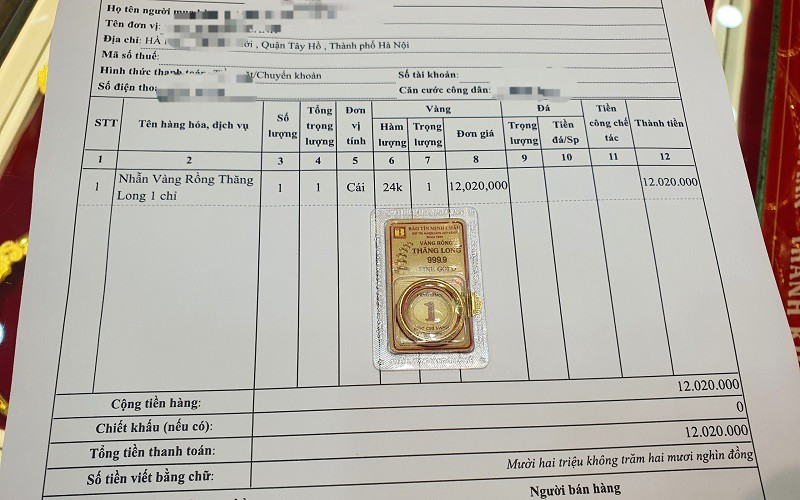 Họ tên người
Tên đơn vị:
Địa chỉ: HÀ ới , Quận Tây Hồ , Thành phố Hà Nội
Mã số thuế:
Hình thức thanh toán: /Chuyển khoản Số tài khoản:
Số điện tho Căn cước công dân:
STT Tên hàng hóa, dịch vụ Số lượng Tổng trọng lượng Đơn vị tính Vàng Đá Tiền công chế tác Thành tiền
Hàm lượng Trọng lượng Đơn giá Trọng lượng Tiền đá/Sp
1 2 3 4 5 6 7 8 9 10 11 12
1 Nhẫn Vàng Rồng Thăng Long 1 chỉ 1 1 Cái 24k 1 12,020,000 12.020.000
BẢO TÍN MINH CHÂU
VÀNG RỒNG
THĂNG LONG
999.9
FINE GOLD
1
Cộng tiền hàng: 12.020.000
Chiết khấu (nếu có): 0
Tổng tiền thanh toán: 12.020.000
Số tiền viết bằng chữ: Mười hai triệu không trăm hai mươi nghìn đồng
Người bán hàng